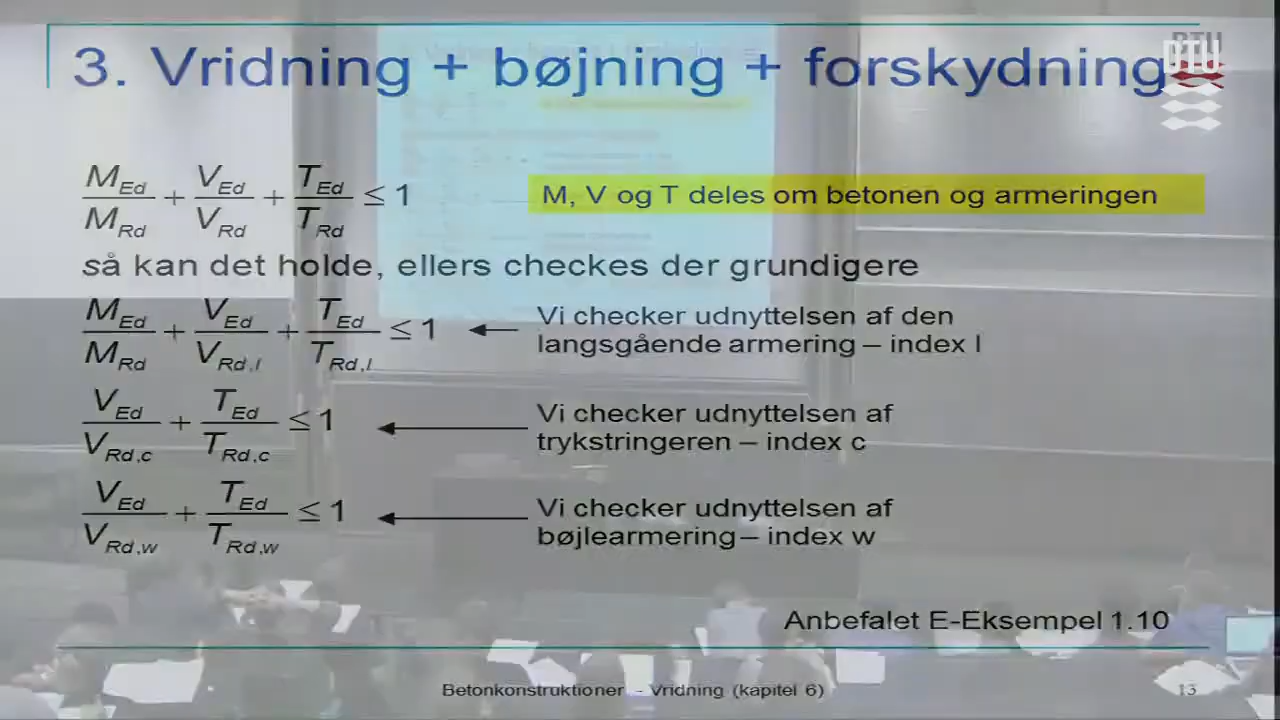 3. Vridning + bøjning + forskydning
DTU
M_Ed/M_Rd + V_Ed/V_Rd + T_Ed/T_Rd ≤ 1
M, V og T deles om betonen og armeringen
så kan det holde, ellers checkes der grundigere
M_Ed/M_Rd + V_Ed/V_Rd,l + T_Ed/T_Rd,l ≤ 1
Vi checker udnyttelsen af den
langsgående armering – index l
V_Ed/V_Rd,c + T_Ed/T_Rd,c ≤ 1
Vi checker udnyttelsen af
trykstringeren – index c
V_Ed/V_Rd,w + T_Ed/T_Rd,w ≤ 1
Vi checker udnyttelsen af
bøjlearmering– index w
Anbefalet E-Eksempel 1.10
Betonkonstruktioner - Vridning (kapitel 6)
13